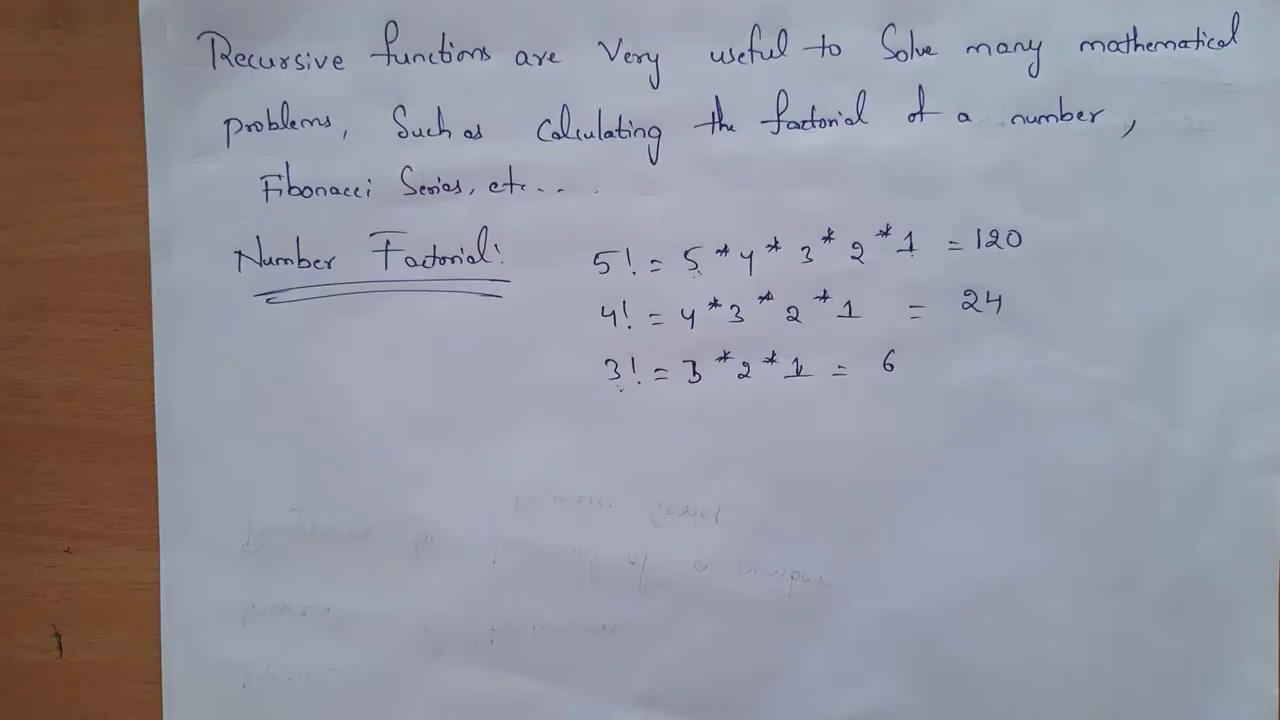 Recursive functions are Very useful to Solve many mathematical
problems, Such as Calculating the factorial of a number,
Fibonacci Series, etc...
Number Factorial:
5! = 5 * 4 * 3 * 2 * 1 = 120
4! = 4 * 3 * 2 * 1 = 24
3! = 3 * 2 * 1 = 6